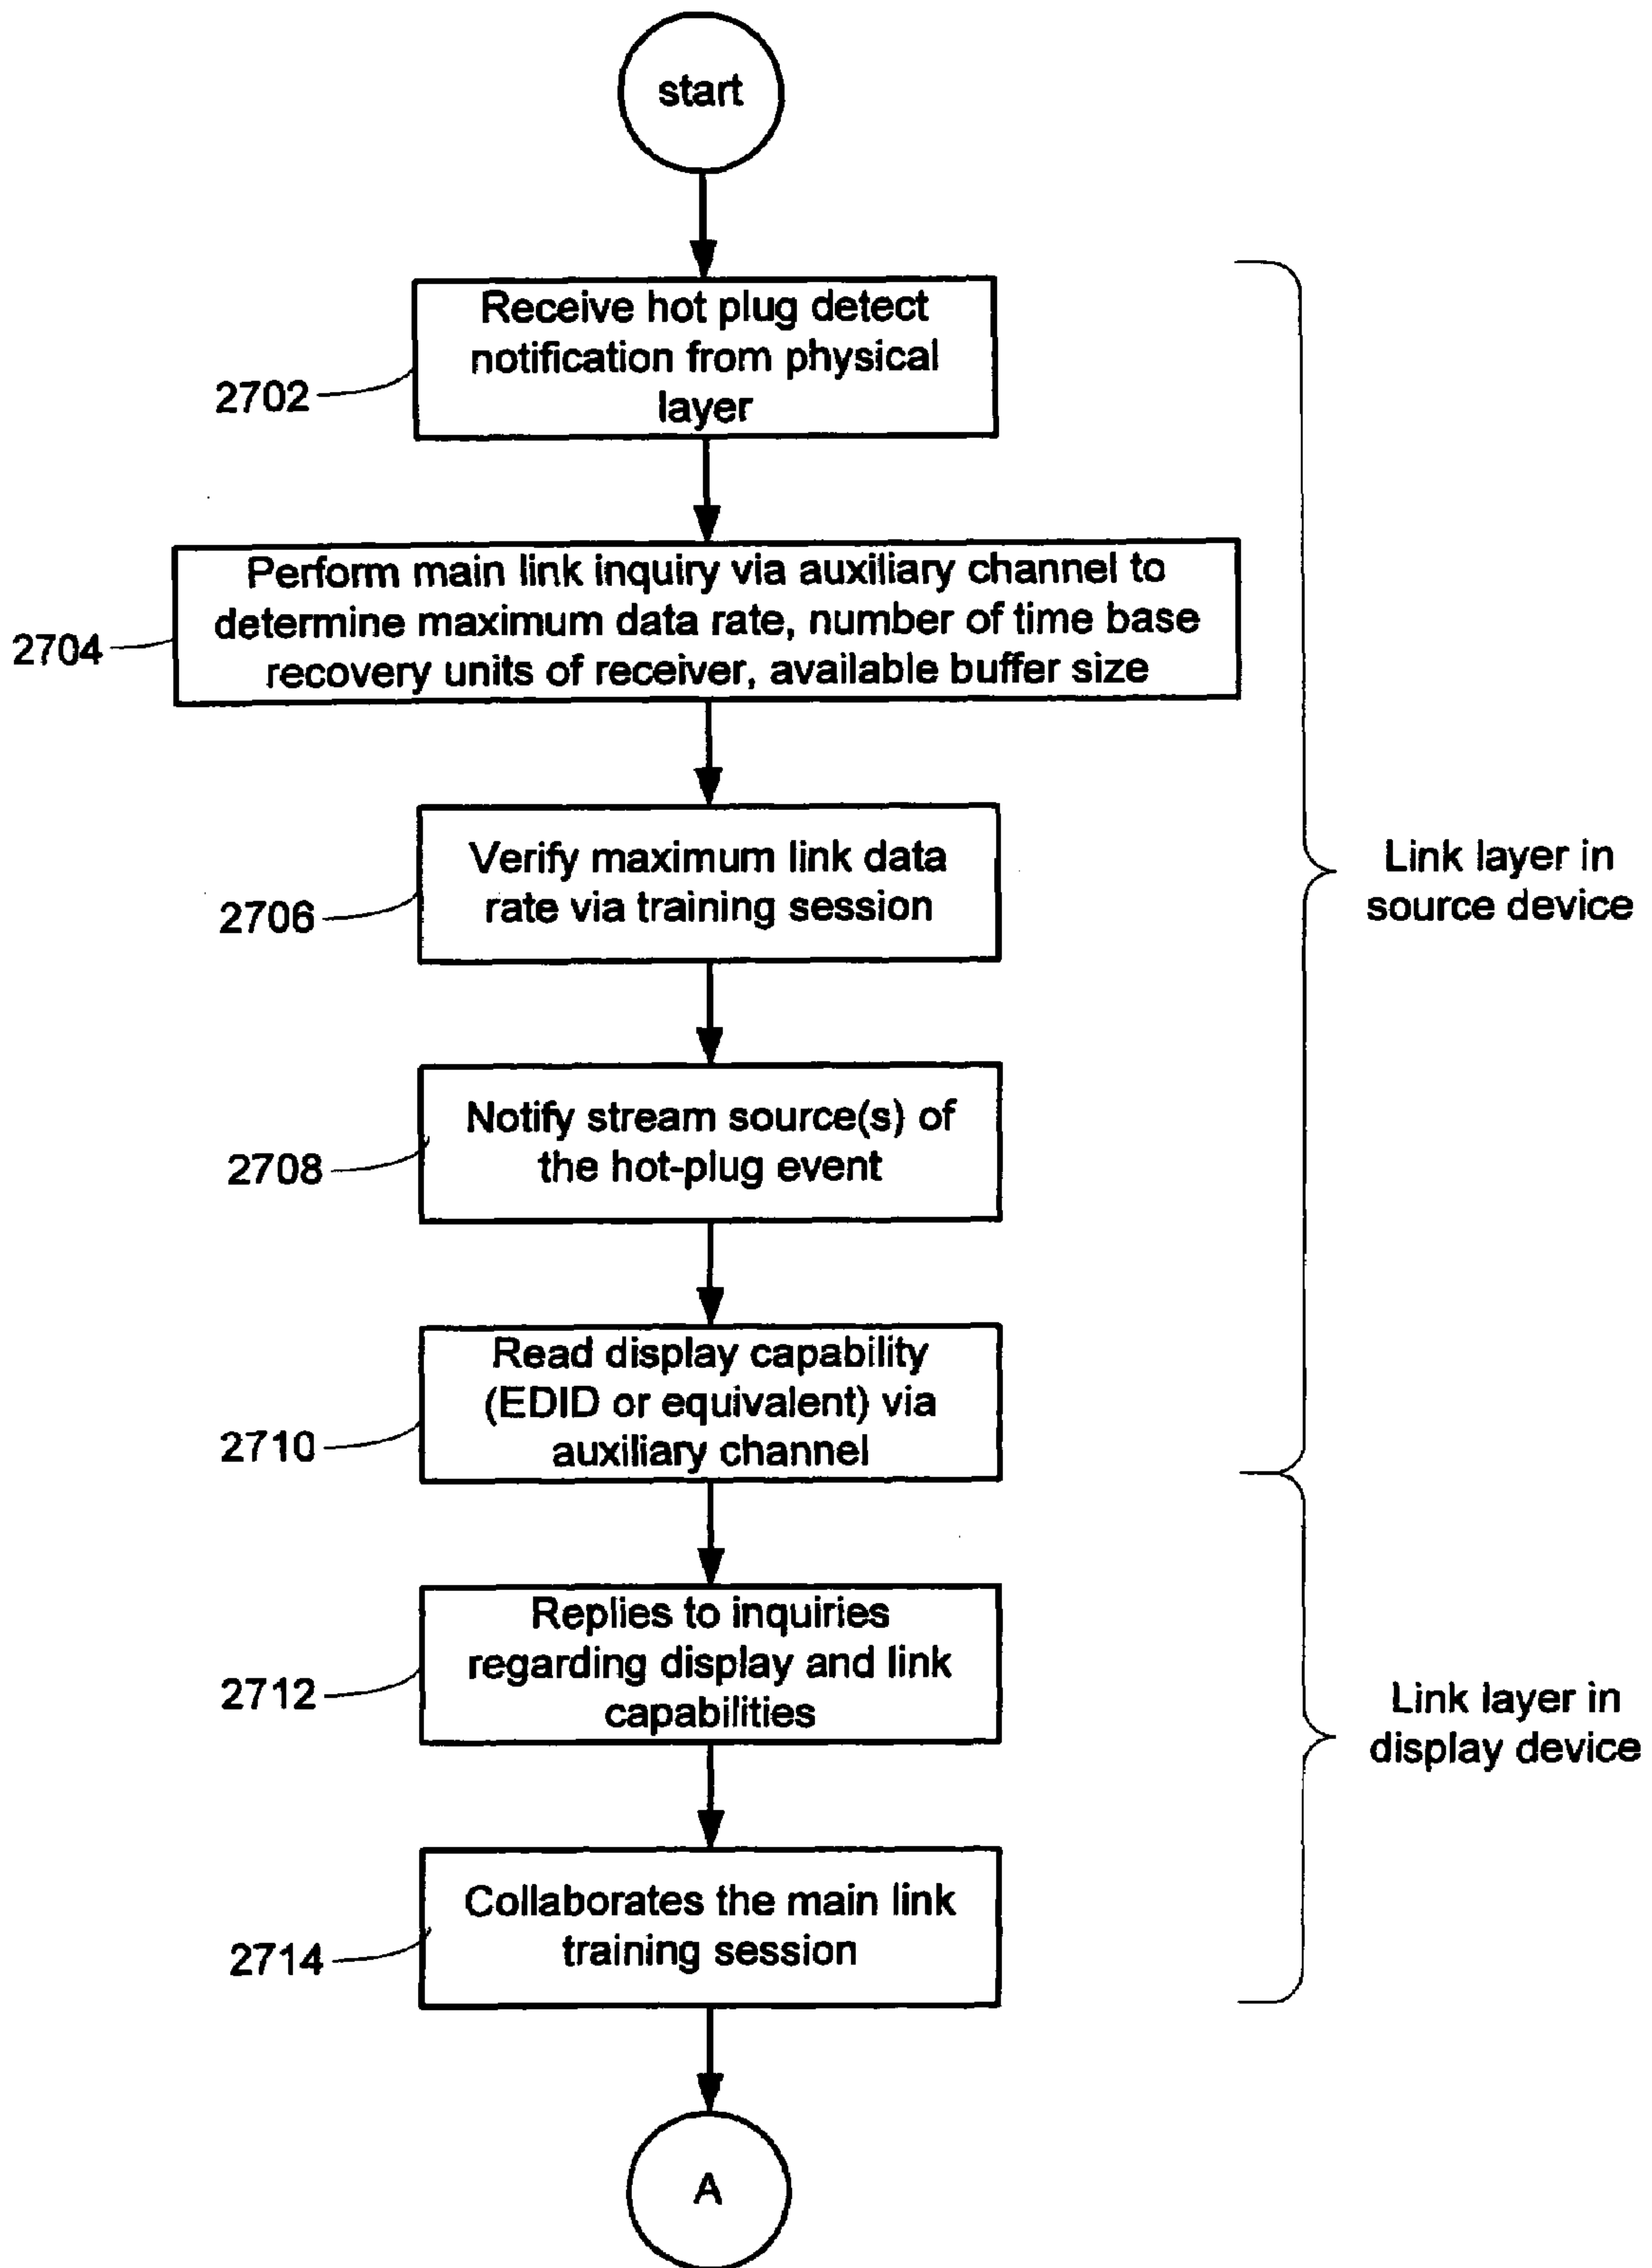 start
Receive hot plug detect
notification from physical
layer
2702
Perform main link inquiry via auxiliary channel to
determine maximum data rate, number of time base
recovery units of receiver, available buffer size
2704
Verify maximum link data
rate via training session
2706
Link layer in
source device
Notify stream source(s) of
the hot-plug event
2708
Read display capability
(EDID or equivalent) via
auxiliary channel
2710
Replies to inquiries
regarding display and link
capabilities
2712
Link layer in
display device
Collaborates the main link
training session
2714
A